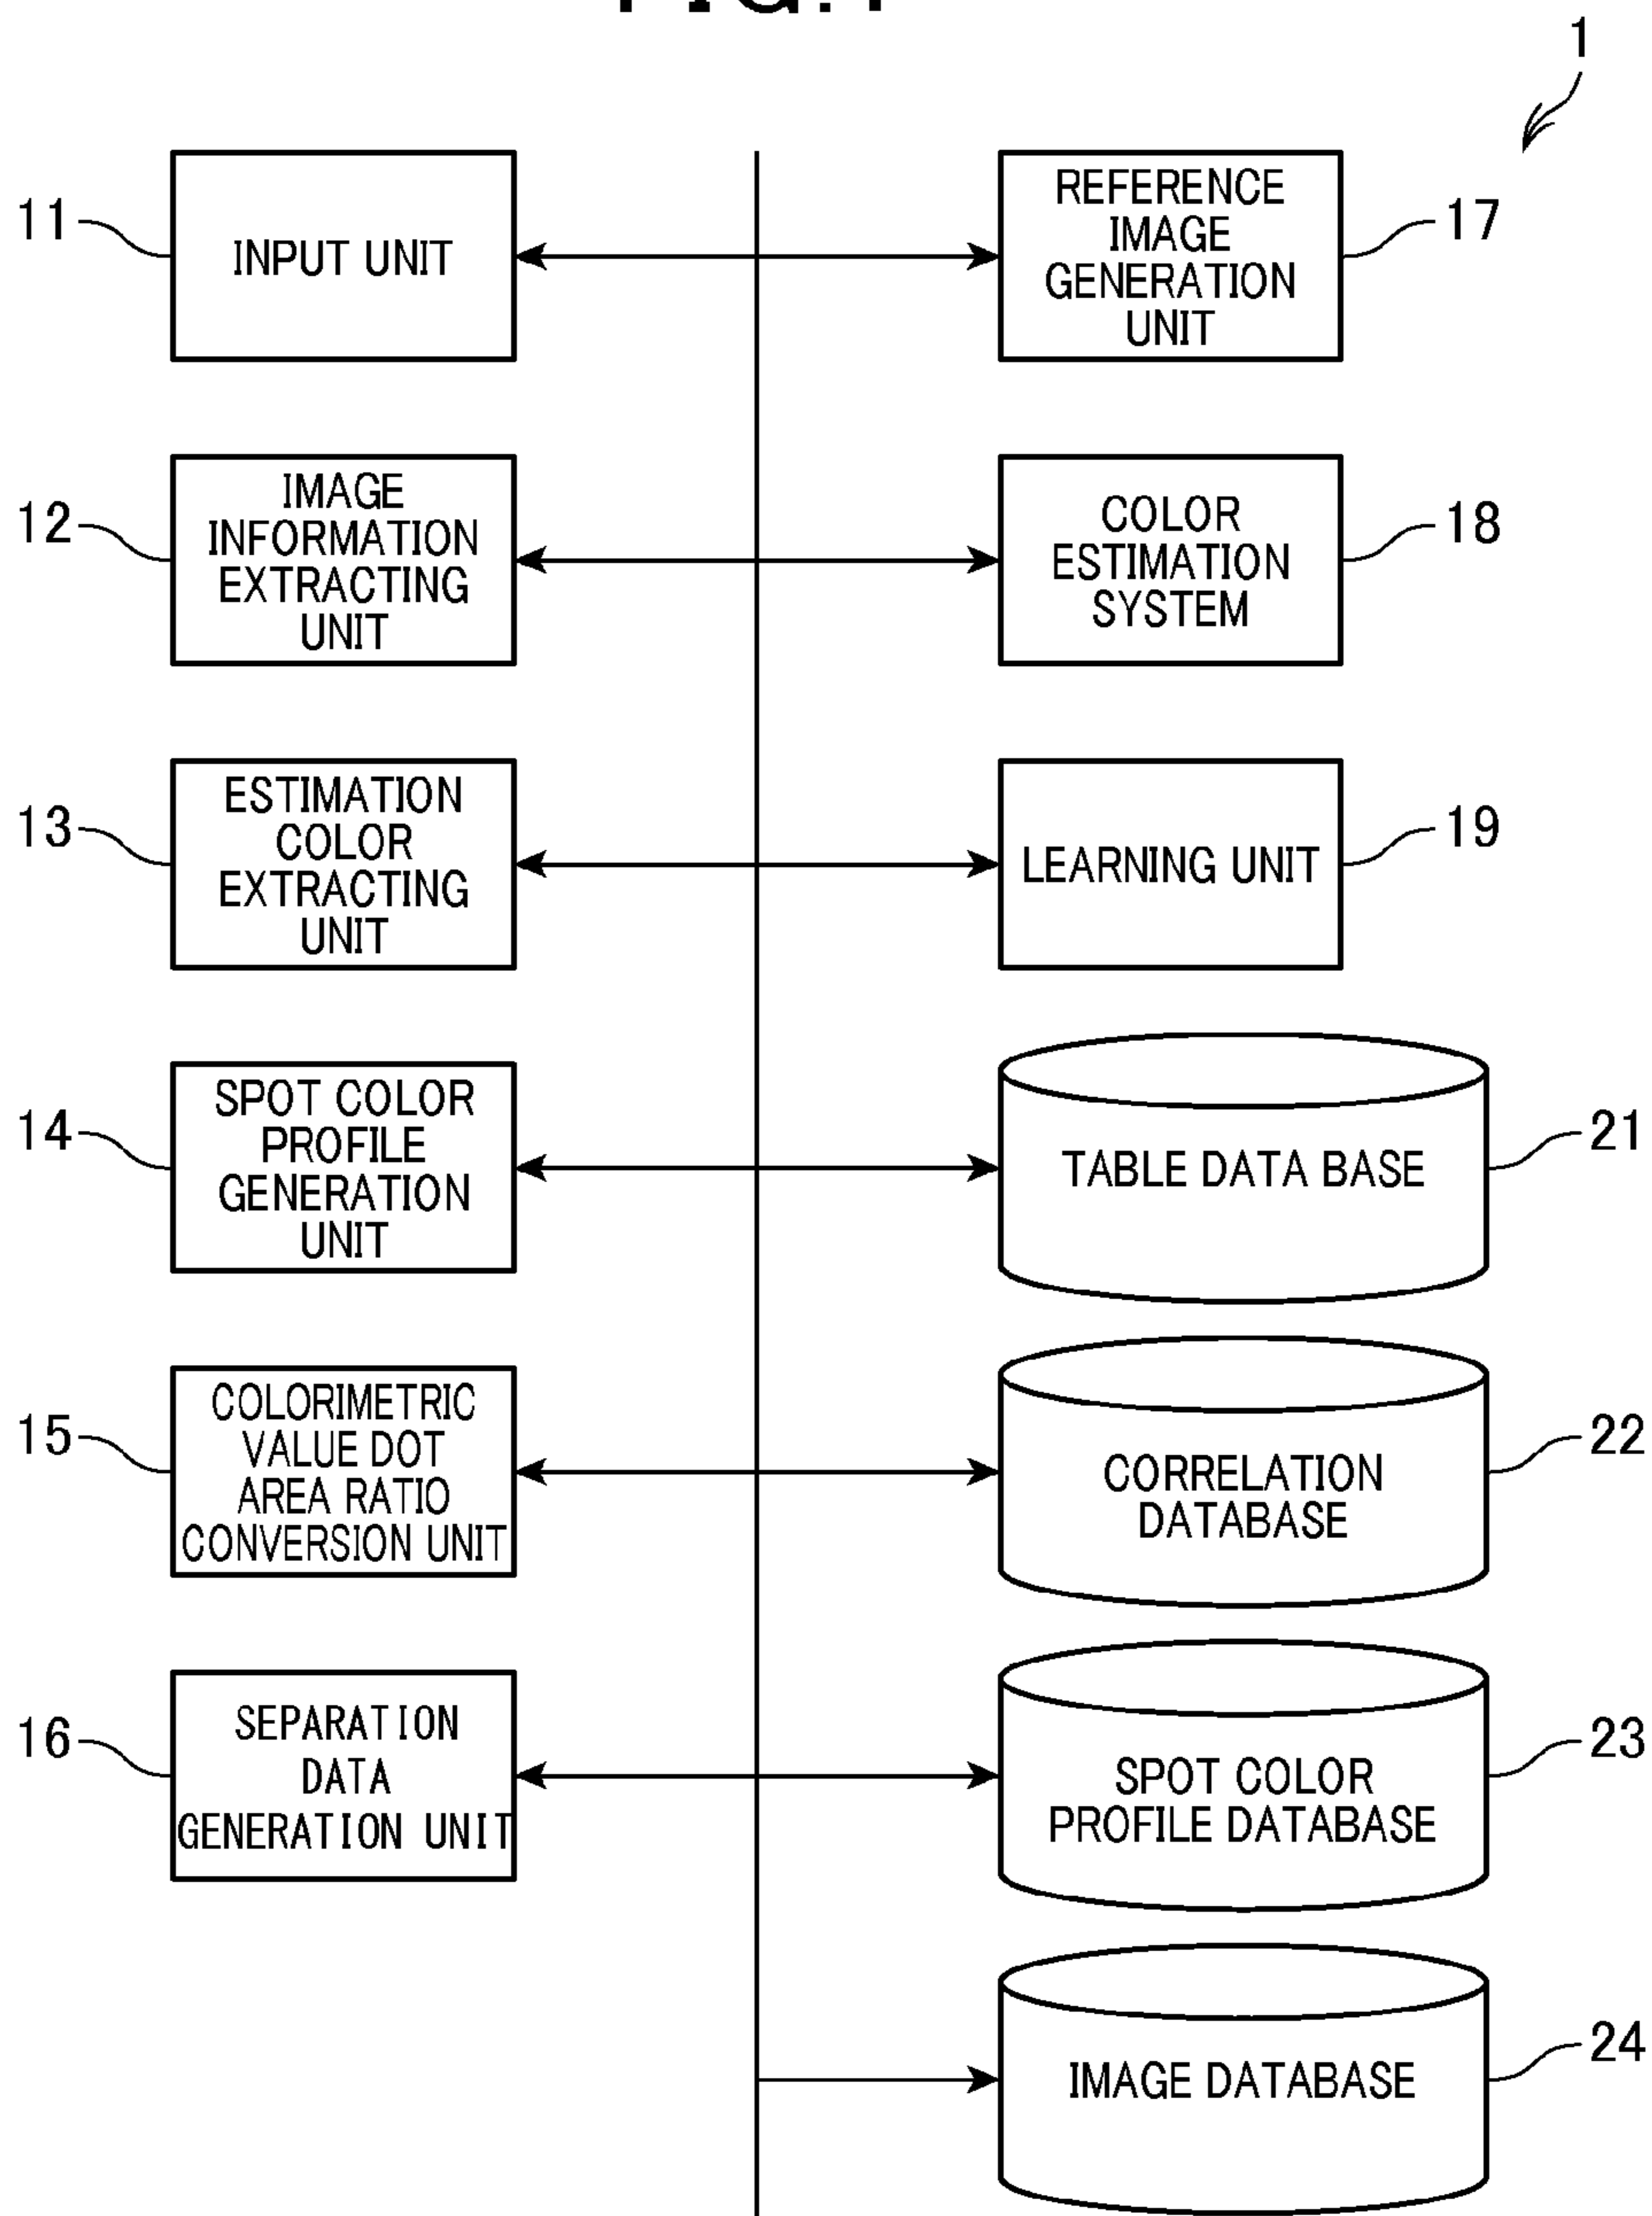 FIG.1
1
11
INPUT UNIT
REFERENCE
IMAGE
GENERATION
UNIT
17
12
IMAGE
INFORMATION
EXTRACTING
UNIT
COLOR
ESTIMATION
SYSTEM
18
13
ESTIMATION
COLOR
EXTRACTING
UNIT
LEARNING UNIT
19
14
SPOT COLOR
PROFILE
GENERATION
UNIT
TABLE DATA BASE
21
15
COLORIMETRIC
VALUE DOT
AREA RATIO
CONVERSION UNIT
CORRELATION
DATABASE
22
16
SEPARATION
DATA
GENERATION UNIT
SPOT COLOR
PROFILE DATABASE
23
IMAGE DATABASE
24